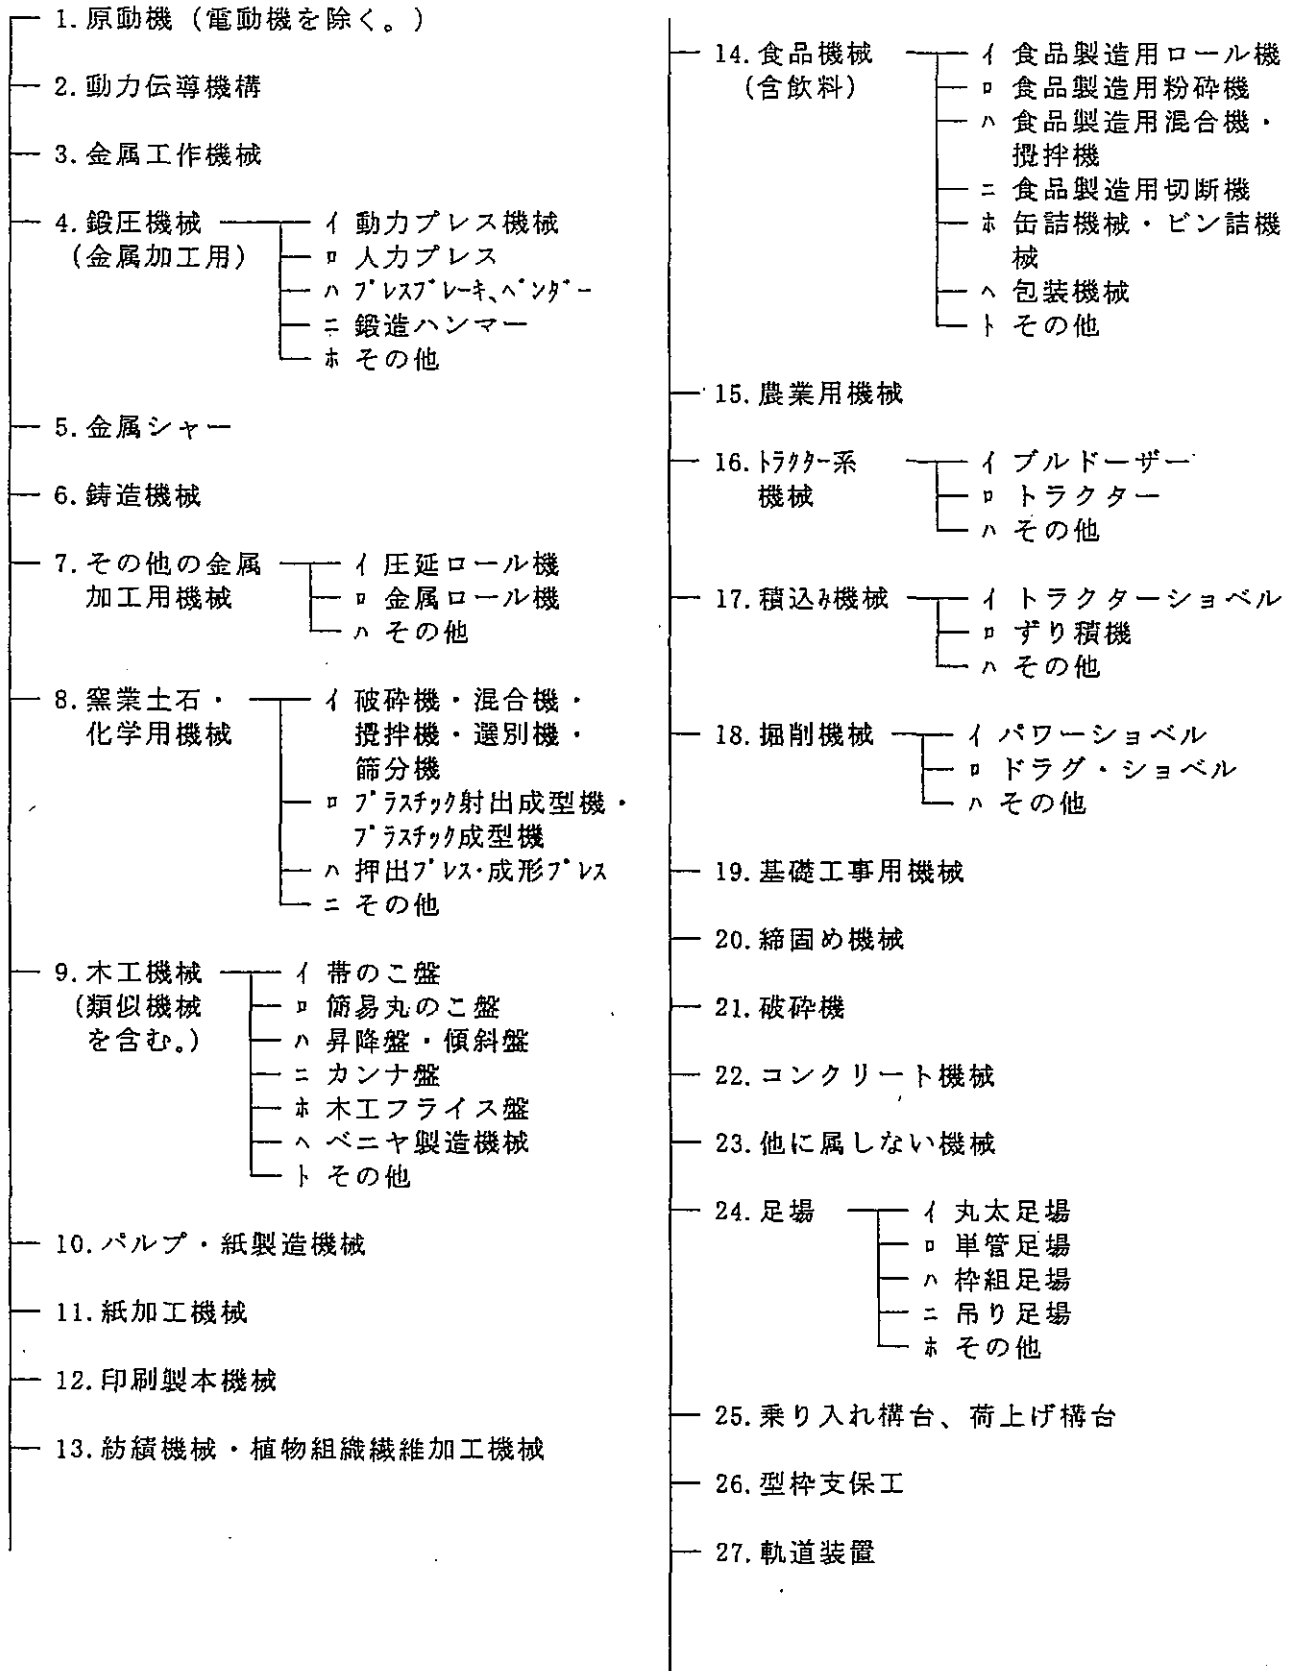 1.原動機（電動機を除く。）
2.動力伝導機構
3.金属工作機械
4.鍛圧機械
(金属加工用)
イ 動力プレス機械
ロ 人力プレス
ハ プレスブレーキ、ベンダー
ニ 鍛造ハンマー
ホ その他
5.金属シャー
6.鋳造機械
7.その他の金属
加工用機械
イ 圧延ロール機
ロ 金属ロール機
ハ その他
8.窯業土石・
化学用機械
イ 破砕機・混合機・
攪拌機・選別機・
篩分機
ロ プラスチック射出成型機・
プラスチック成型機
ハ 押出プレス・成形プレス
ニ その他
9.木工機械
(類似機械
を含む。)
イ 帯のこ盤
ロ 簡易丸のこ盤
ハ 昇降盤・傾斜盤
ニ カンナ盤
ホ 木工フライス盤
ヘ ベニヤ製造機械
ト その他
10.パルプ・紙製造機械
11.紙加工機械
12.印刷製本機械
13.紡績機械・植物組織繊維加工機械
14.食品機械
(含飲料)
イ 食品製造用ロール機
ロ 食品製造用粉砕機
ハ 食品製造用混合機・
攪拌機
ニ 食品製造用切断機
ホ 缶詰機械・ビン詰機
械
ヘ 包装機械
ト その他
15.農業用機械
16.トラクター系
機械
イ ブルドーザー
ロ トラクター
ハ その他
17.積込み機械
イ トラクターショベル
ロ ずり積機
ハ その他
18.掘削機械
イ パワーショベル
ロ ドラグ・ショベル
ハ その他
19.基礎工事用機械
20.締固め機械
21.破砕機
22.コンクリート機械
23.他に属しない機械
24.足場
イ 丸太足場
ロ 単管足場
ハ 枠組足場
ニ 吊り足場
ホ その他
25.乗り入れ構台、荷上げ構台
26.型枠支保工
27.軌道装置